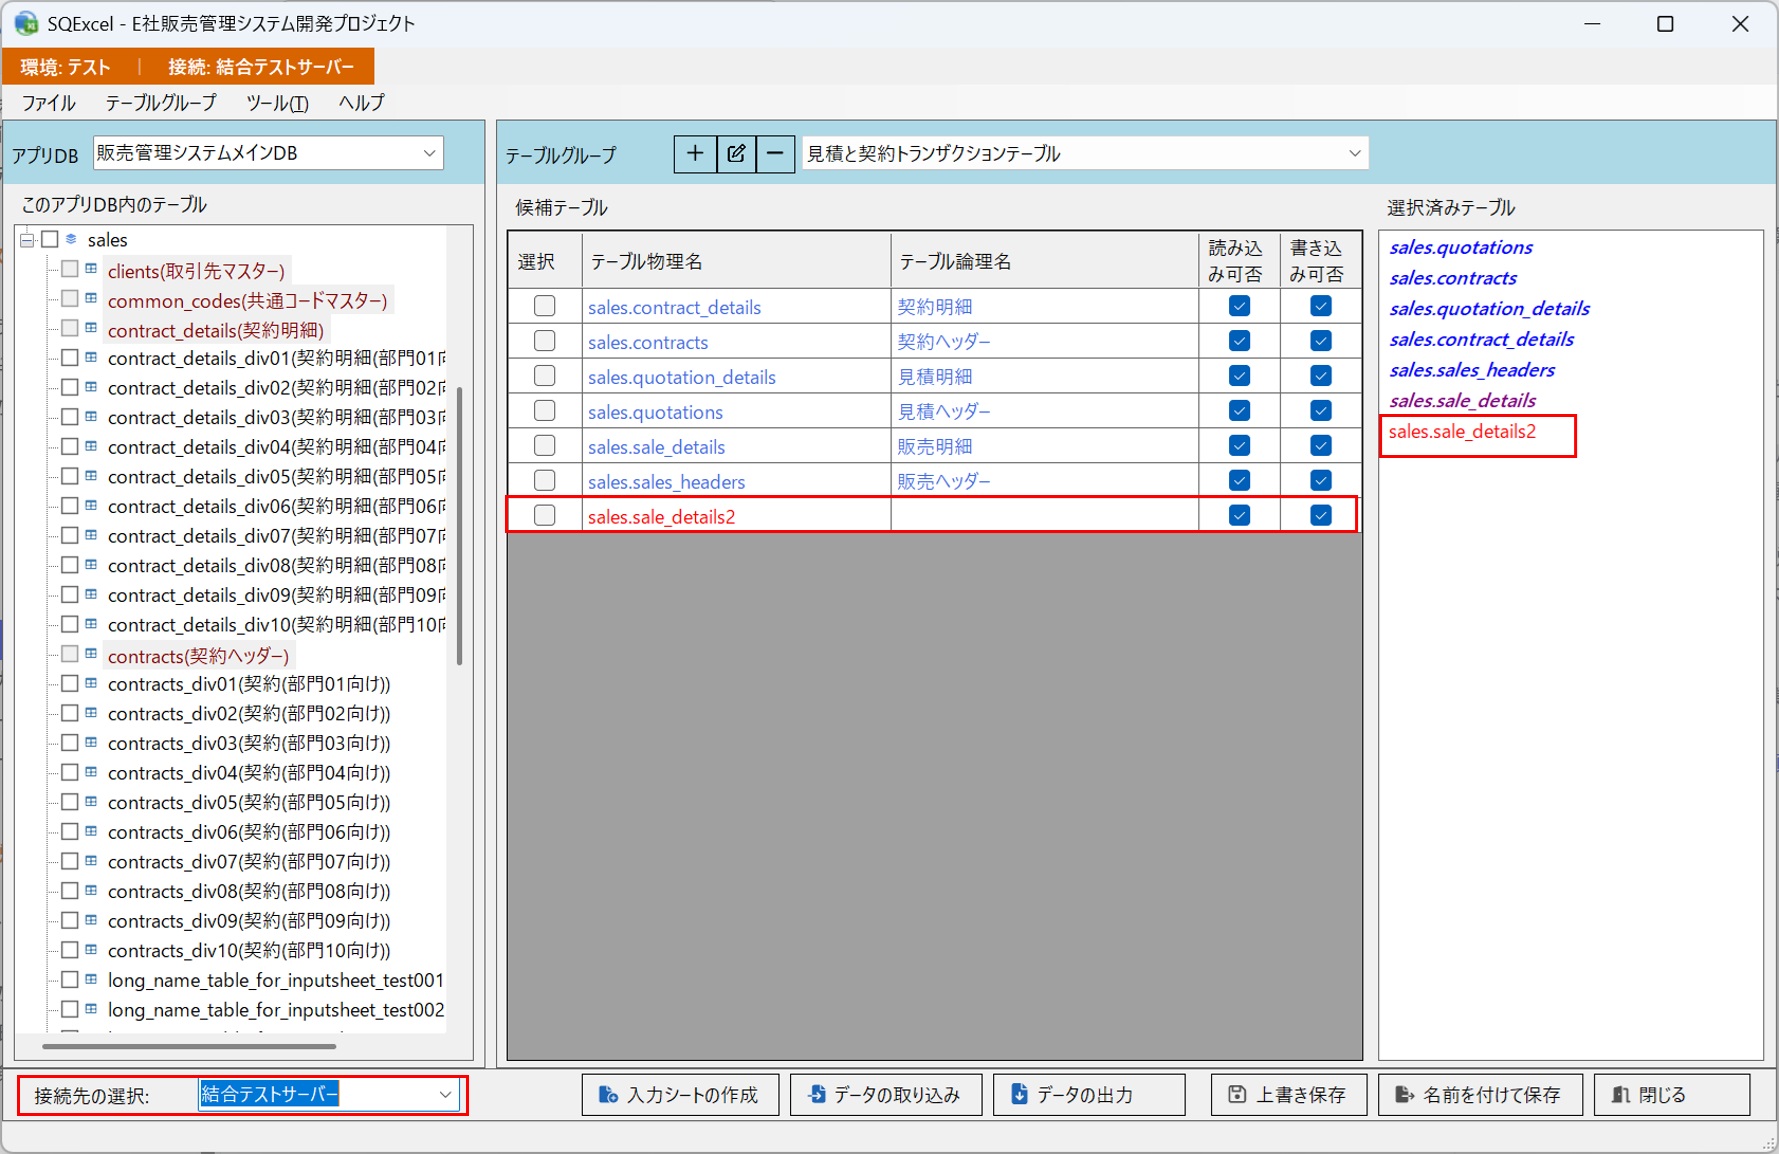 SQExcel - E社販売管理システム開発プロジェクト
環境: テスト | 接続: 結合テストサーバー
ファイル テーブルグループ ツール(T) ヘルプ
アプリDB 販売管理システムメインDB
テーブルグループ 見積と契約トランザクションテーブル
このアプリDB内のテーブル
sales
clients(取引先マスター)
common_codes(共通コードマスター)
contract_details(契約明細)
contract_details_div01(契約明細(部門01向
contract_details_div02(契約明細(部門02向
contract_details_div03(契約明細(部門03向
contract_details_div04(契約明細(部門04向
contract_details_div05(契約明細(部門05向
contract_details_div06(契約明細(部門06向
contract_details_div07(契約明細(部門07向
contract_details_div08(契約明細(部門08向
contract_details_div09(契約明細(部門09向
contract_details_div10(契約明細(部門10向
contracts(契約ヘッダー)
contracts_div01(契約(部門01向け))
contracts_div02(契約(部門02向け))
contracts_div03(契約(部門03向け))
contracts_div04(契約(部門04向け))
contracts_div05(契約(部門05向け))
contracts_div06(契約(部門06向け))
contracts_div07(契約(部門07向け))
contracts_div08(契約(部門08向け))
contracts_div09(契約(部門09向け))
contracts_div10(契約(部門10向け))
long_name_table_for_inputsheet_test001
long_name_table_for_inputsheet_test002
候補テーブル
選択 テーブル物理名 テーブル論理名 読み込み可否 書き込み可否
sales.contract_details 契約明細
sales.contracts 契約ヘッダー
sales.quotation_details 見積明細
sales.quotations 見積ヘッダー
sales.sale_details 販売明細
sales.sales_headers 販売ヘッダー
sales.sale_details2
選択済みテーブル
sales.quotations
sales.contracts
sales.quotation_details
sales.contract_details
sales.sales_headers
sales.sale_details
sales.sale_details2
接続先の選択: 結合テストサーバー
入力シートの作成 データの取り込み データの出力 上書き保存 名前を付けて保存 閉じる